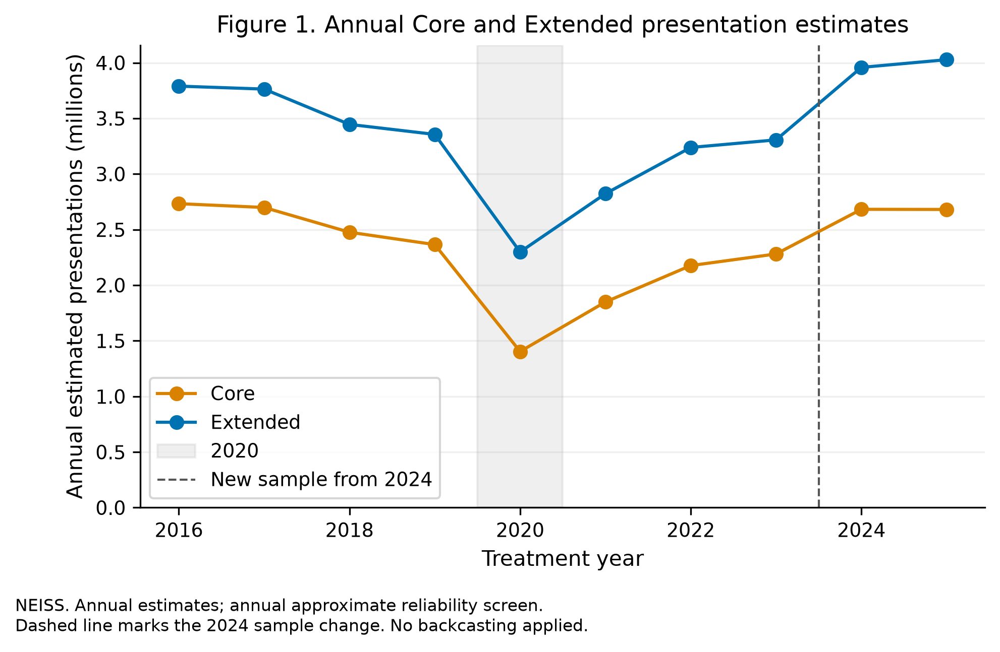 Figure 1. Annual Core and Extended presentation estimates
Annual estimated presentations (millions)
4.0
3.5
3.0
2.5
2.0
1.5
1.0
0.5
0.0
Core
Extended
2020
New sample from 2024
2016 2018 2020 2022 2024
Treatment year
NEISS. Annual estimates; annual approximate reliability screen.
Dashed line marks the 2024 sample change. No backcasting applied.